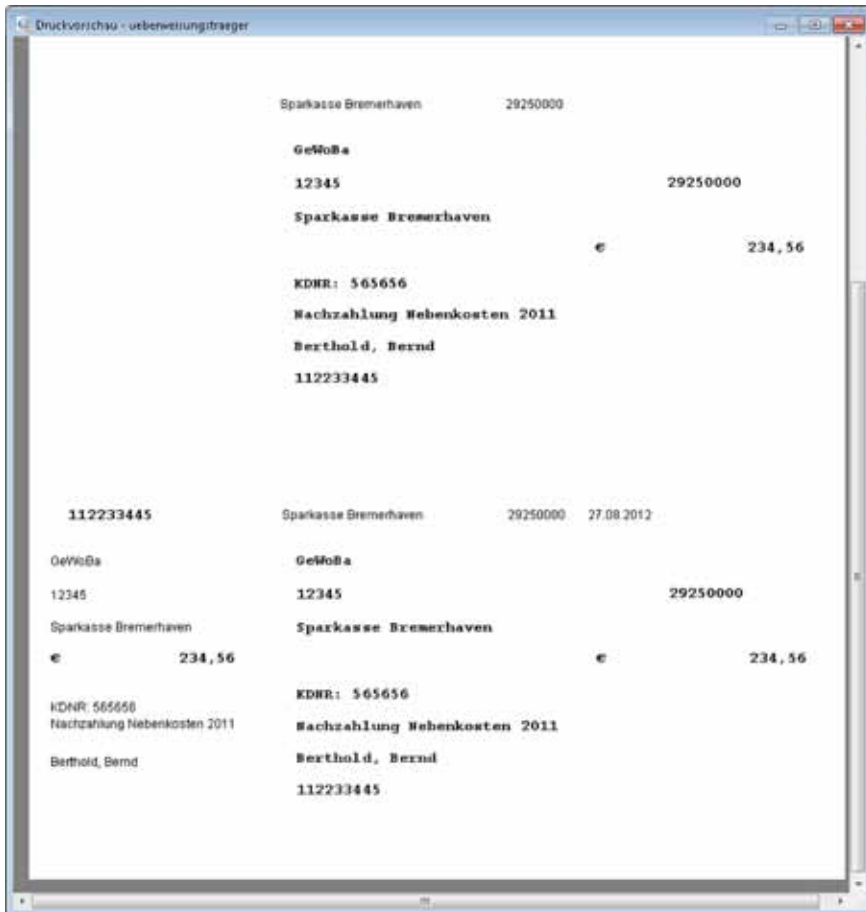 Druckvorschau - ueberweisungstraeger
Sparkasse Bremerhaven 29250000
GeWoBa
12345 29250000
Sparkasse Bremerhaven
€ 234,56
KDNR: 565656
Nachzahlung Nebenkosten 2011
Berthold, Bernd
112233445
112233445 Sparkasse Bremerhaven 29250000 27.08.2012
GeWoBa GeWoBa
12345 12345 29250000
Sparkasse Bremerhaven Sparkasse Bremerhaven
€ 234,56 € 234,56
KDNR: 565656 KDNR: 565656
Nachzahlung Nebenkosten 2011 Nachzahlung Nebenkosten 2011
Berthold, Bernd Berthold, Bernd
112233445